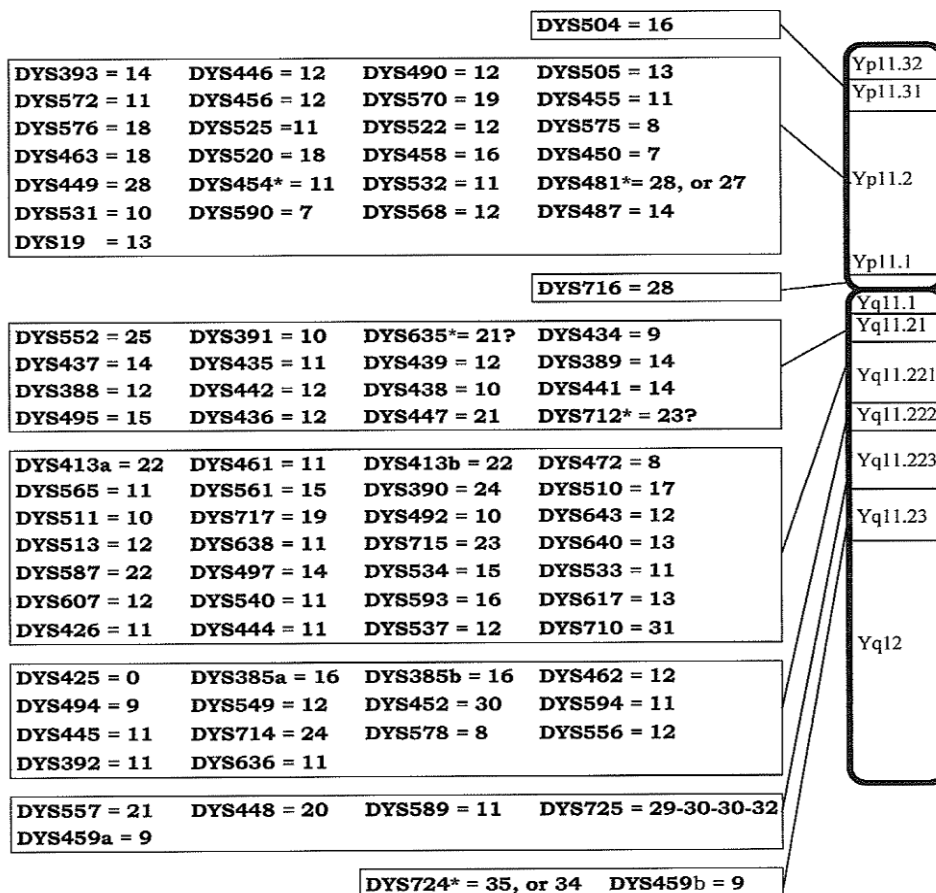 DYS504 = 16
DYS393 = 14 DYS446 = 12 DYS490 = 12 DYS505 = 13
DYS572 = 11 DYS456 = 12 DYS570 = 19 DYS455 = 11
DYS576 = 18 DYS525 =11 DYS522 = 12 DYS575 = 8
DYS463 = 18 DYS520 = 18 DYS458 = 16 DYS450 = 7
DYS449 = 28 DYS454* = 11 DYS532 = 11 DYS481*= 28, or 27
DYS531 = 10 DYS590 = 7 DYS568 = 12 DYS487 = 14
DYS19 = 13
DYS716 = 28
DYS552 = 25 DYS391 = 10 DYS635*= 21? DYS434 = 9
DYS437 = 14 DYS435 = 11 DYS439 = 12 DYS389 = 14
DYS388 = 12 DYS442 = 12 DYS438 = 10 DYS441 = 14
DYS495 = 15 DYS436 = 12 DYS447 = 21 DYS712* = 23?
DYS413a = 22 DYS461 = 11 DYS413b = 22 DYS472 = 8
DYS565 = 11 DYS561 = 15 DYS390 = 24 DYS510 = 17
DYS511 = 10 DYS717 = 19 DYS492 = 10 DYS643 = 12
DYS513 = 12 DYS638 = 11 DYS715 = 23 DYS640 = 13
DYS587 = 22 DYS497 = 14 DYS534 = 15 DYS533 = 11
DYS607 = 12 DYS540 = 11 DYS593 = 16 DYS617 = 13
DYS426 = 11 DYS444 = 11 DYS537 = 12 DYS710 = 31
DYS425 = 0 DYS385a = 16 DYS385b = 16 DYS462 = 12
DYS494 = 9 DYS549 = 12 DYS452 = 30 DYS594 = 11
DYS445 = 11 DYS714 = 24 DYS578 = 8 DYS556 = 12
DYS392 = 11 DYS636 = 11
DYS557 = 21 DYS448 = 20 DYS589 = 11 DYS725 = 29-30-30-32
DYS459a = 9
DYS724* = 35, or 34 DYS459b = 9
Yp11.32
Yp11.31
Yp11.2
Yp11.1
Yq11.1
Yq11.21
Yq11.221
Yq11.222
Yq11.223
Yq11.23
Yq12